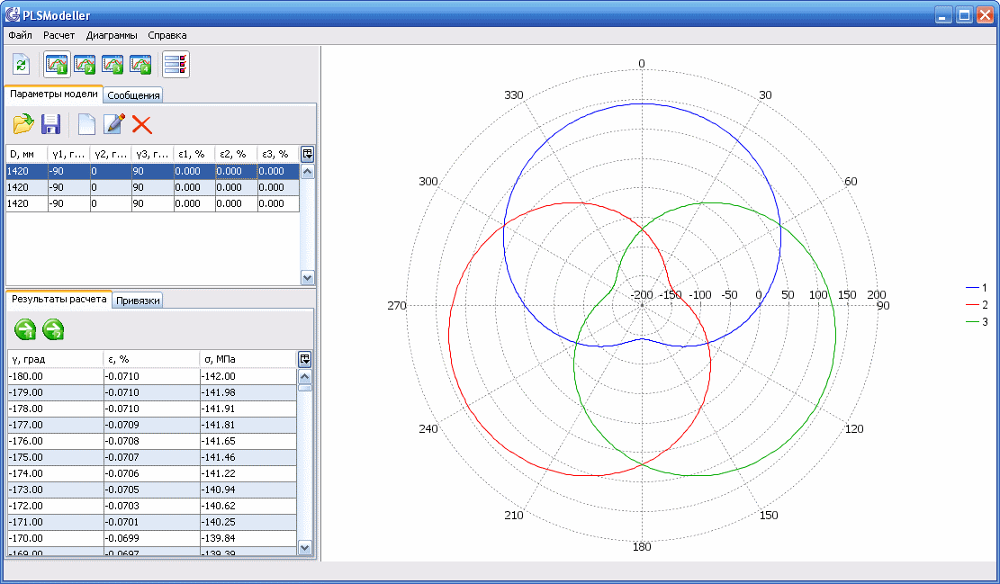 PLSModeller
Файл Расчет Диаграммы Справка
1 2 3 4
Параметры модели Сообщения
D, мм γ1, г... γ2, г... γ3, г... ε1, % ε2, % ε3, %
1420 -90 0 90 0.000 0.000 0.000
1420 -90 0 90 0.000 0.000 0.000
1420 -90 0 90 0.000 0.000 0.000
Результаты расчета Привязки
1 2
γ, град ε, % σ, МПа
-180.00 -0.0710 -142.00
-179.00 -0.0710 -141.98
-178.00 -0.0710 -141.91
-177.00 -0.0709 -141.81
-176.00 -0.0708 -141.65
-175.00 -0.0707 -141.46
-174.00 -0.0706 -141.22
-173.00 -0.0705 -140.94
-172.00 -0.0703 -140.62
-171.00 -0.0701 -140.25
-170.00 -0.0699 -139.84
-169.00 -0.0697 -139.39
0
330 30
300 60
-200 -150 -100 -50 0 50 100 150 200
270 90
240 120
210 150
180
1
2
3